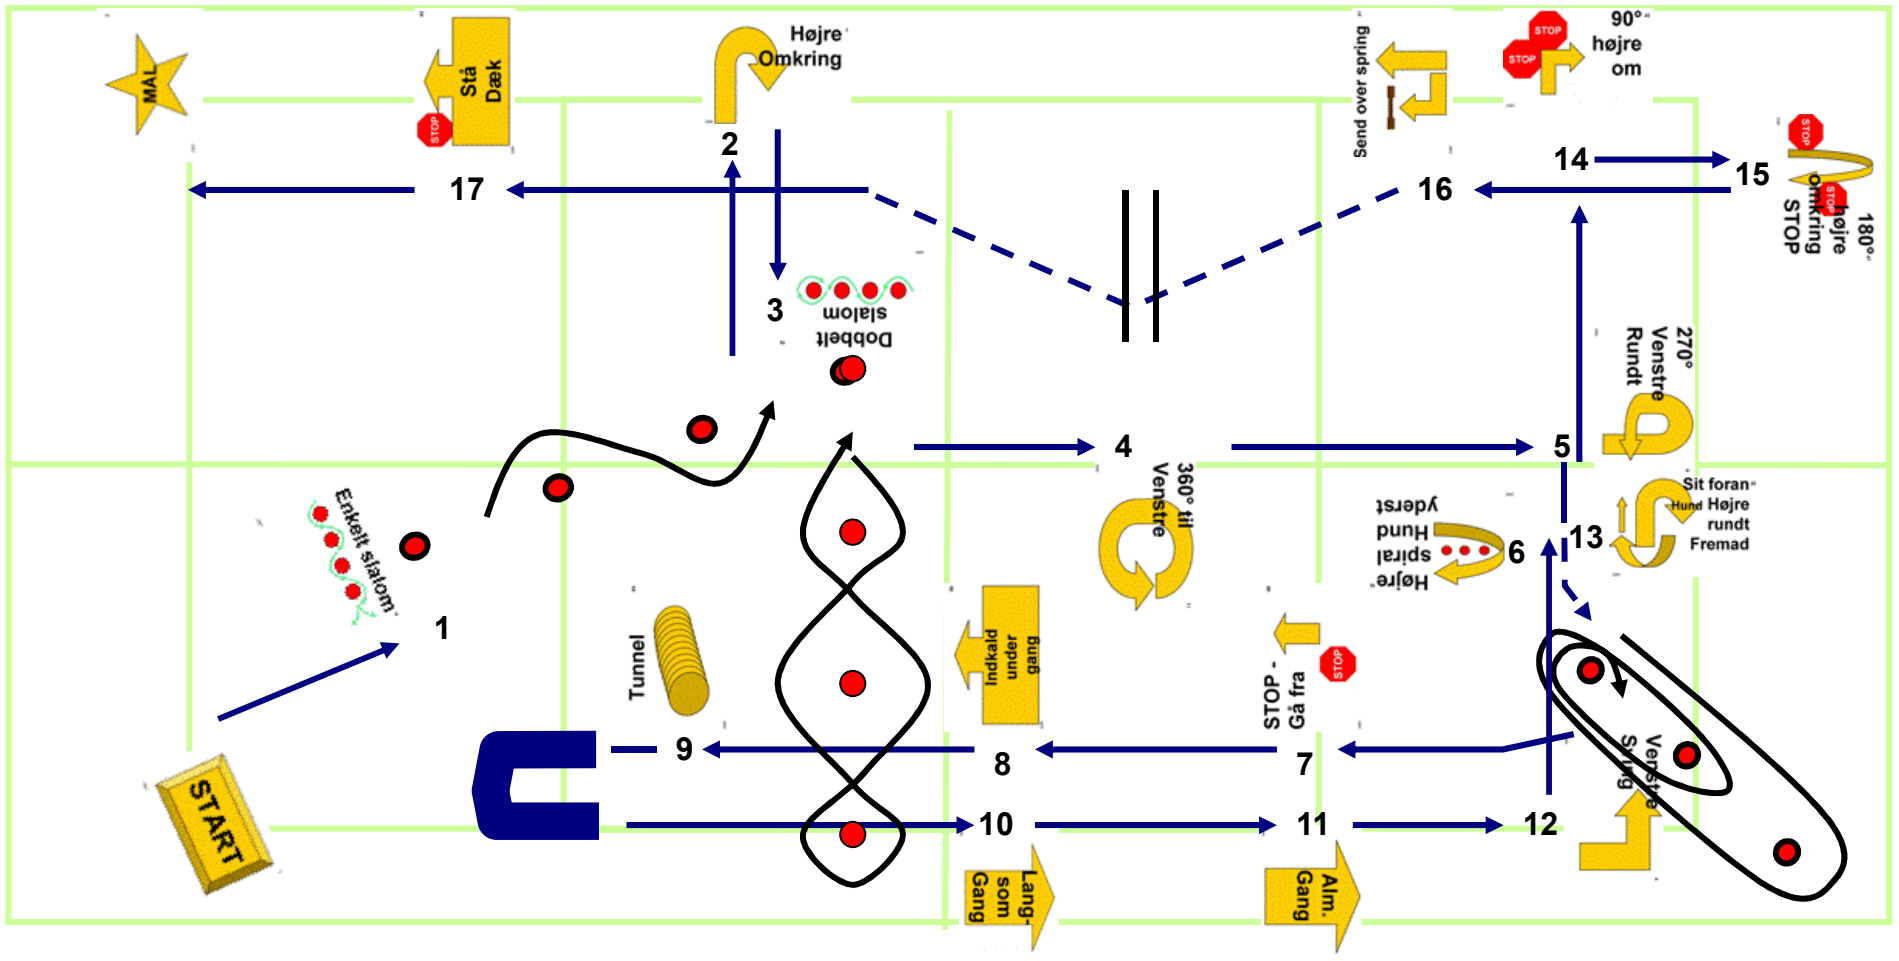 MÅL
Stå
Dæk
STOP
Højre
Omkring
Send over spring
STOP
STOP
90°
højre
om
2
14
15
STOP
STOP
180°
højre
omkring
STOP
17
16
3
Dobbelt
slalom
270°
Venstre
Rundt
4
5
360° til
Venstre
Sit foran
Hund Højre
rundt
Fremad
13
Højre
spiral
Hund
yderst
6
Enkelt slalom
1
Tunnel
Indkald
under
gang
STOP -
Gå fra
STOP
9
8
7
Venstre
Sving
START
10
11
12
Lang-
som
Gang
Alm.
Gang